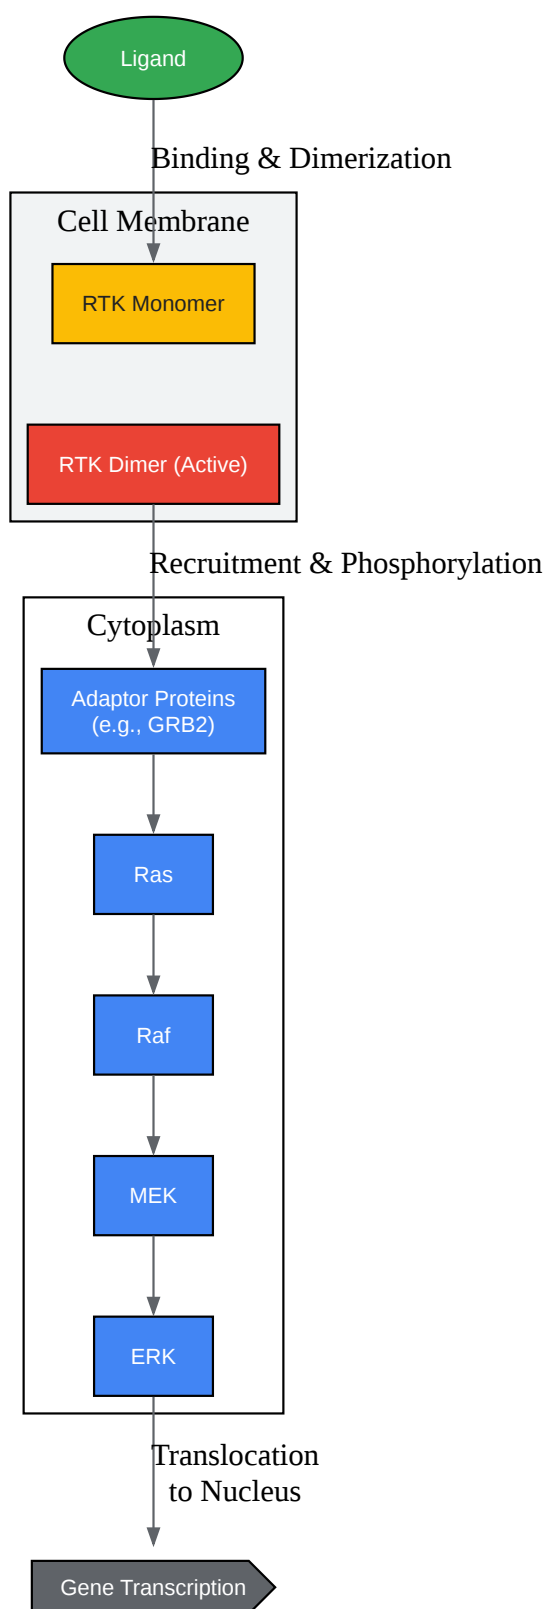 Ligand
Binding & Dimerization
Cell Membrane
RTK Monomer
RTK Dimer (Active)
Recruitment & Phosphorylation
Cytoplasm
Adaptor Proteins
(e.g., GRB2)
Ras
Raf
MEK
ERK
Translocation
to Nucleus
Gene Transcription